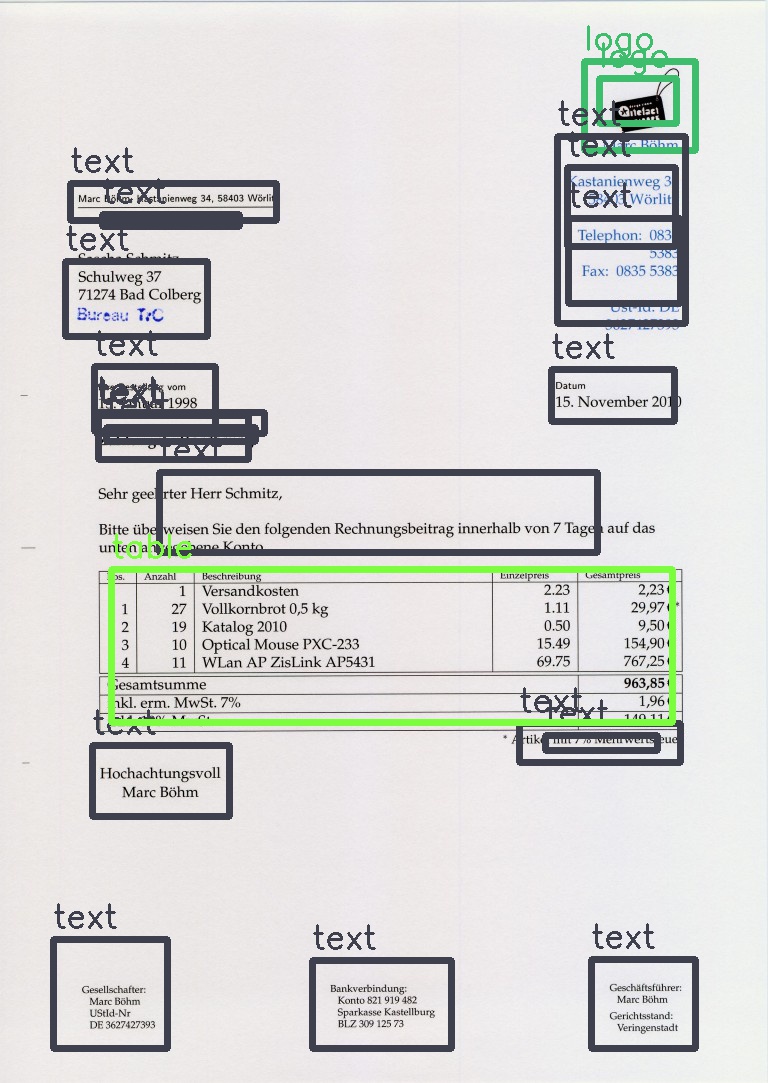 logo
logo
text
Marc Böhm
text
Kastanienweg 3
58403 Wörlit
text
Telephon: 083
5383
Fax: 0835 5383
Ust-Id: DE
3627427393
text
text
Marc Böhm, Kastanienweg 34, 58403 Wörlit
text
Sascha Schmitz
Schulweg 37
71274 Bad Colberg
Bureau TrC
text
vom
1998
text
Datum
15. November 2010
text
text
Sehr geehrter Herr Schmitz,
Bitte überweisen Sie den folgenden Rechnungsbeitrag innerhalb von 7 Tagen auf das
unten Konto
table
Pos. Anzahl Beschreibung Einzelpreis Gesamtpreis
1 Versandkosten 2.23 2,23 €
1 27 Vollkornbrot 0,5 kg 1.11 29,97 €*
2 19 Katalog 2010 0.50 9,50 €
3 10 Optical Mouse PXC-233 15.49 154,90 €
4 11 WLan AP ZisLink AP5431 69.75 767,25 €
Gesamtsumme 963,85 €
inkl. erm. MwSt. 7% 1,96 €
MwSt. 149,11
text
text
* Artikel mit 7% Mehrwertsteuer
text
Hochachtungsvoll
Marc Böhm
text
Gesellschafter:
Marc Böhm
UStId-Nr
DE 3627427393
text
Bankverbindung:
Konto 821 919 482
Sparkasse Kastellburg
BLZ 309 125 73
text
Geschäftsführer:
Marc Böhm
Gerichtsstand:
Veringenstadt